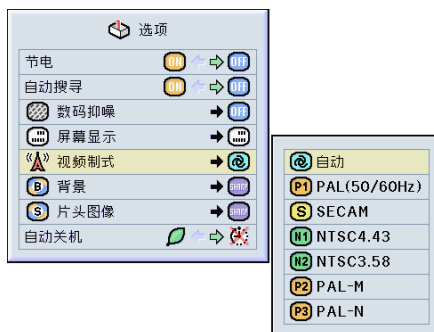 选项
节电 ON OFF
自动搜寻 ON OFF
数码抑噪 OFF
屏幕显示
视频制式
B 背景 SHARP
S 片头图像 SHARP
自动关机
自动
P1 PAL(50/60Hz)
S SECAM
N1 NTSC4.43
N2 NTSC3.58
P2 PAL-M
P3 PAL-N